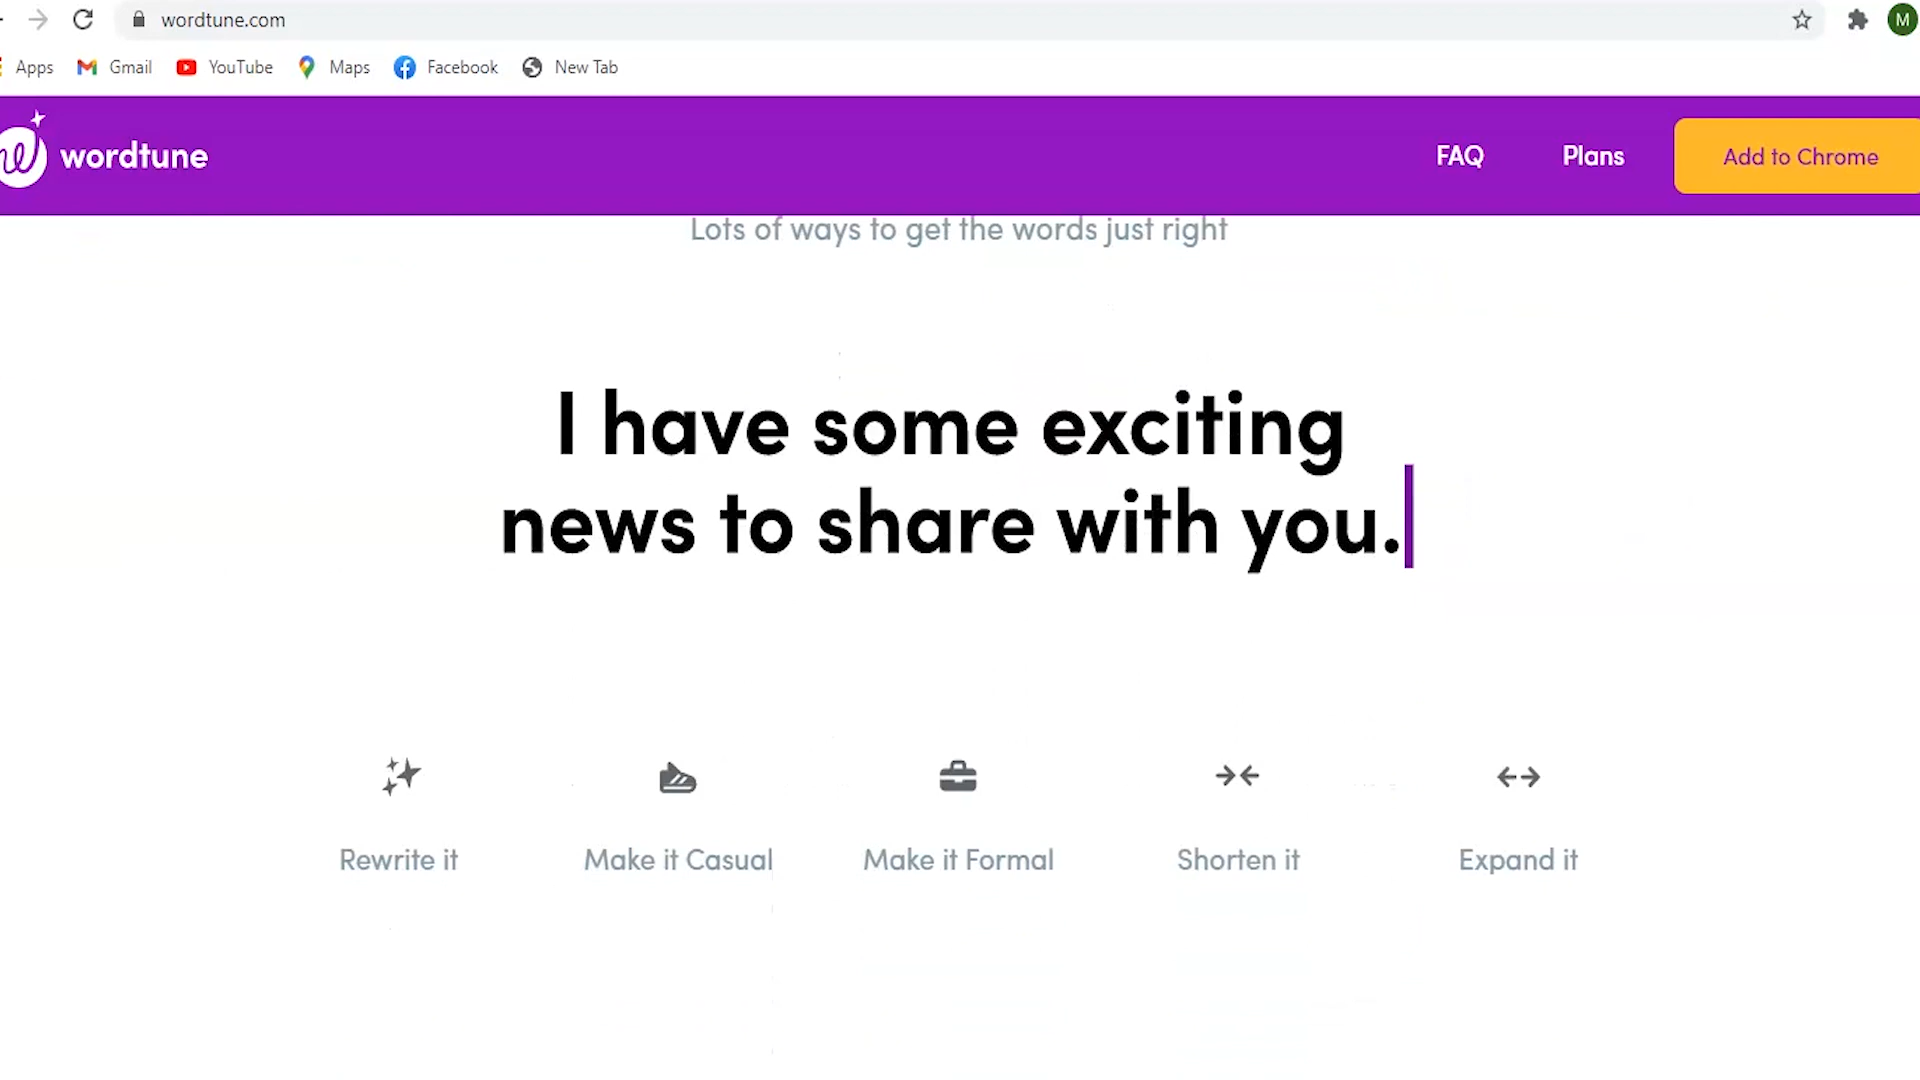 wordtune.com
M
Apps Gmail YouTube Maps Facebook New Tab
w wordtune FAQ Plans Add to Chrome
Lots of ways to get the words just right
I have some exciting
news to share with you.
Rewrite it Make it Casual Make it Formal Shorten it Expand it